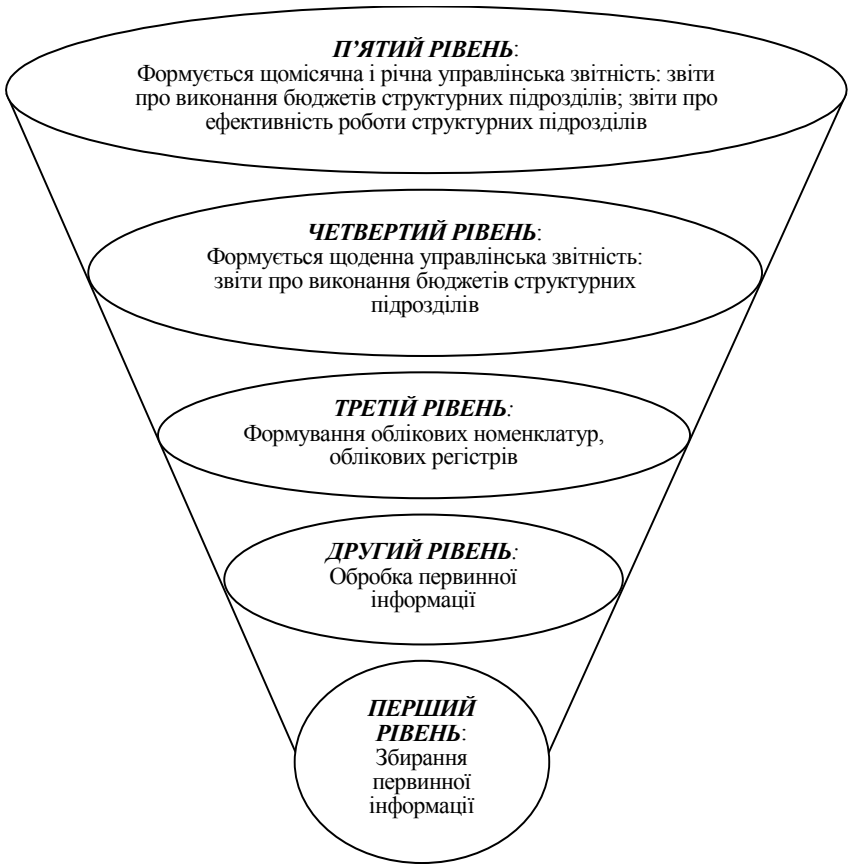 П’ЯТИЙ РІВЕНЬ:
Формується щомісячна і річна управлінська звітність: звіти
про виконання бюджетів структурних підрозділів; звіти про
ефективність роботи структурних підрозділів
ЧЕТВЕРТИЙ РІВЕНЬ:
Формується щоденна управлінська звітність:
звіти про виконання бюджетів структурних
підрозділів
ТРЕТІЙ РІВЕНЬ:
Формування облікових номенклатур,
облікових регістрів
ДРУГИЙ РІВЕНЬ:
Обробка первинної
інформації
ПЕРШИЙ
РІВЕНЬ:
Збирання
первинної
інформації